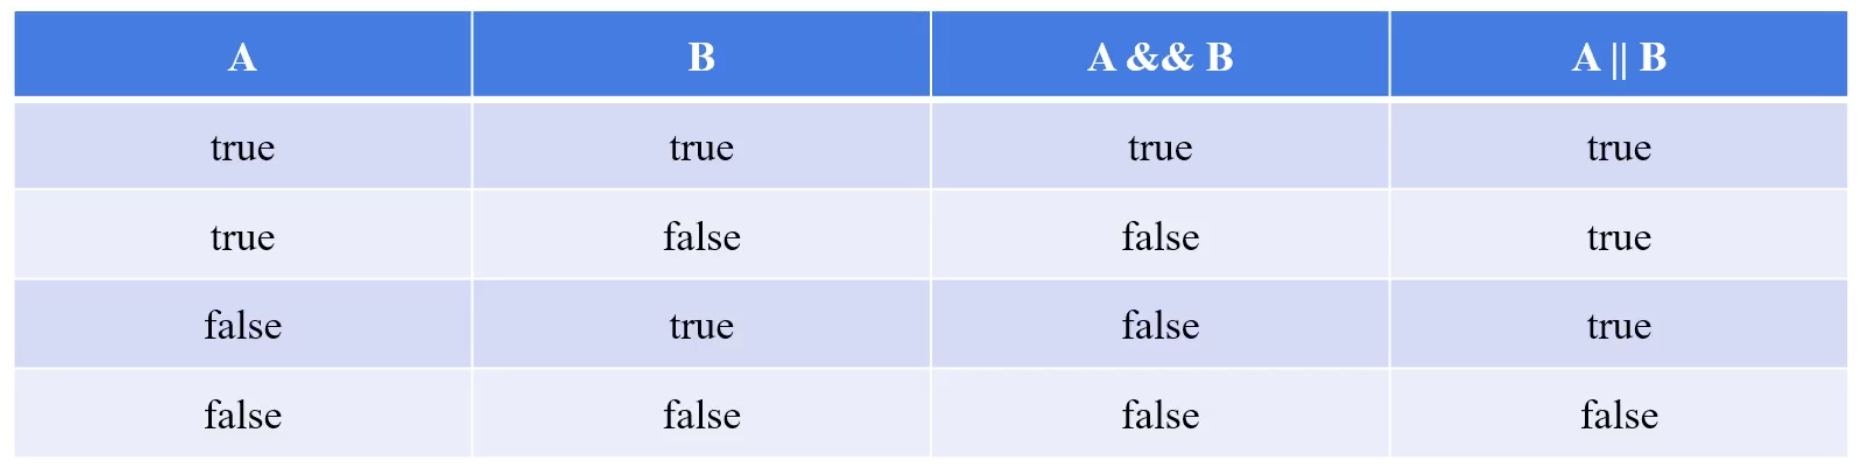 A B A && B A || B
true true true true
true false false true
false true false true
false false false false